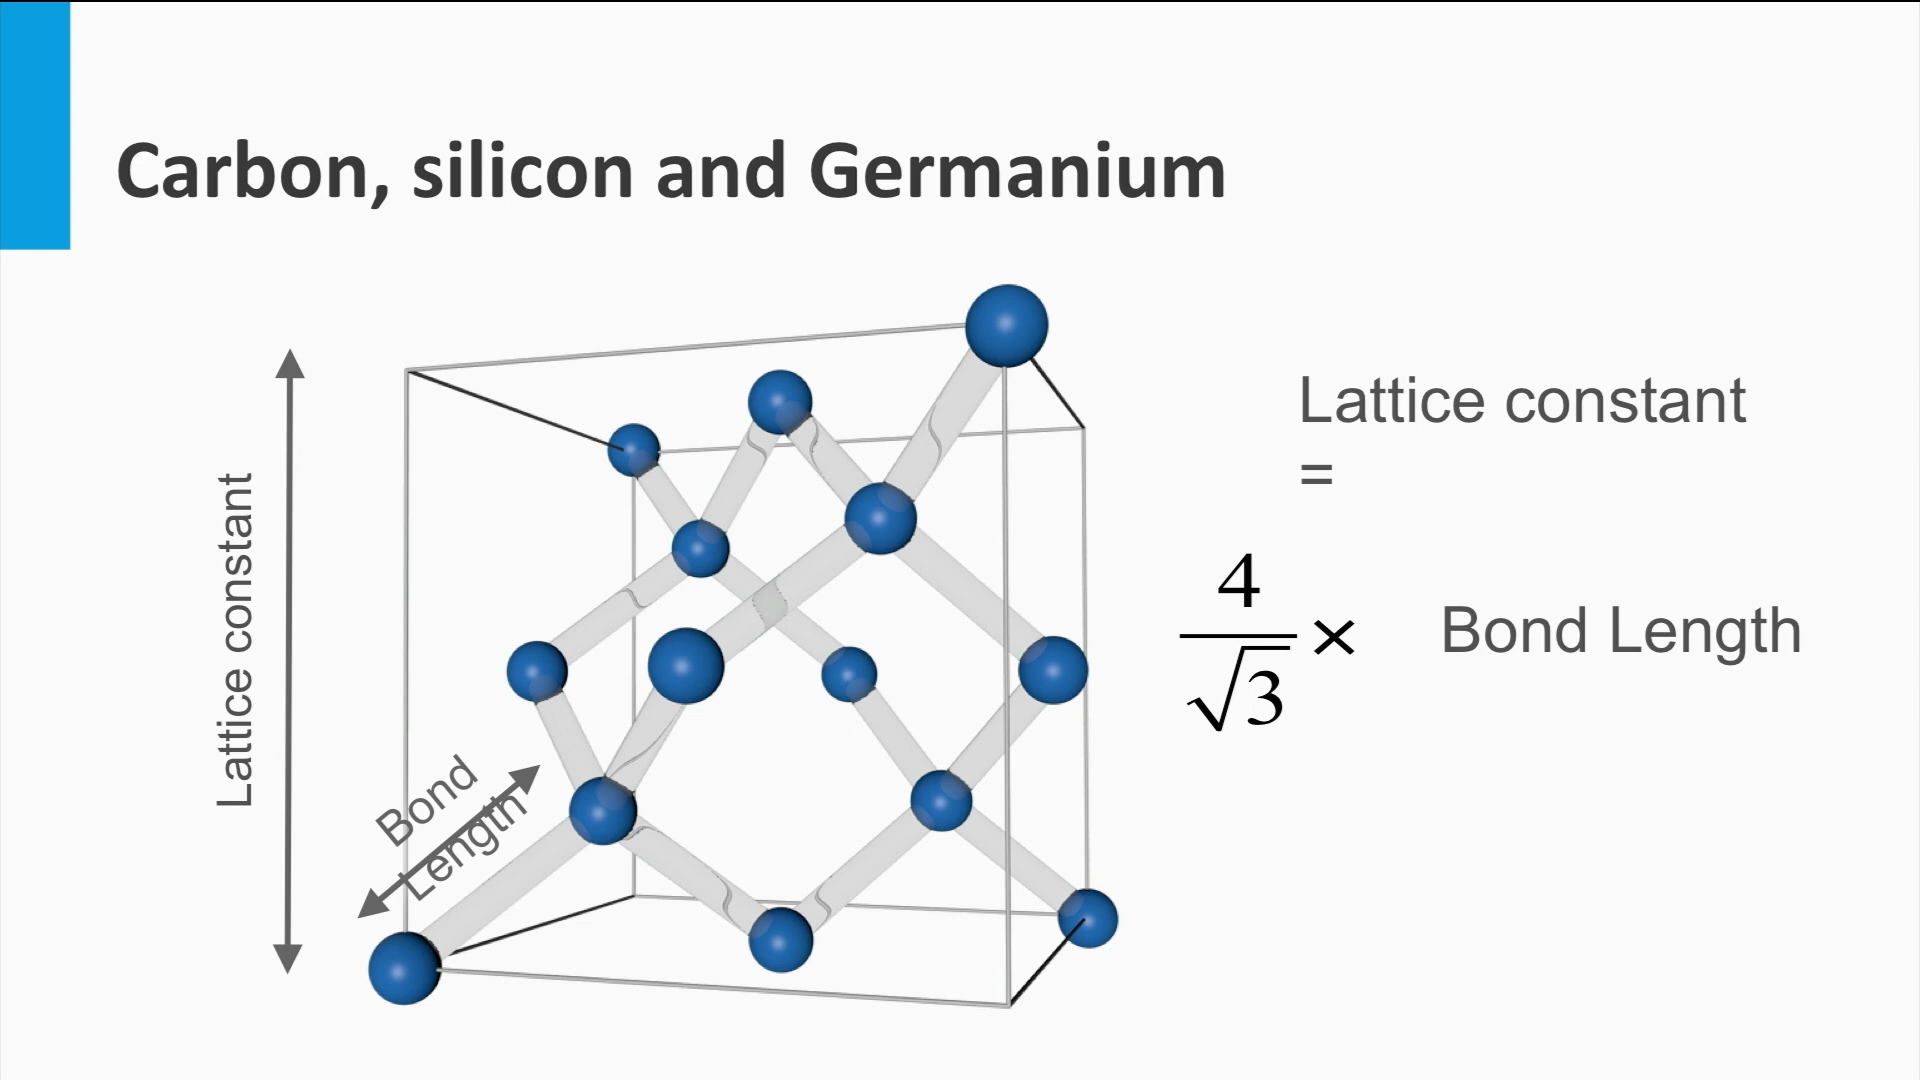 Carbon, silicon and Germanium
Lattice constant
Bond
Length
Lattice constant
=
4
√3
×
Bond Length